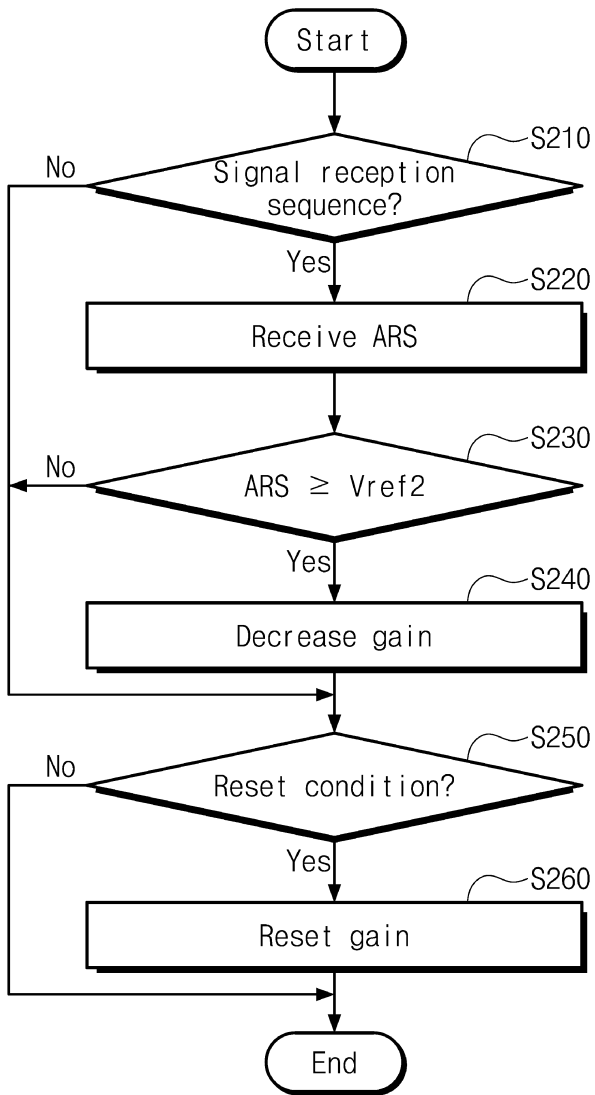 Start
S210
No
Signal reception
sequence?
Yes
S220
Receive ARS
S230
No
ARS ≥ Vref2
Yes
S240
Decrease gain
S250
No
Reset condition?
Yes
S260
Reset gain
End